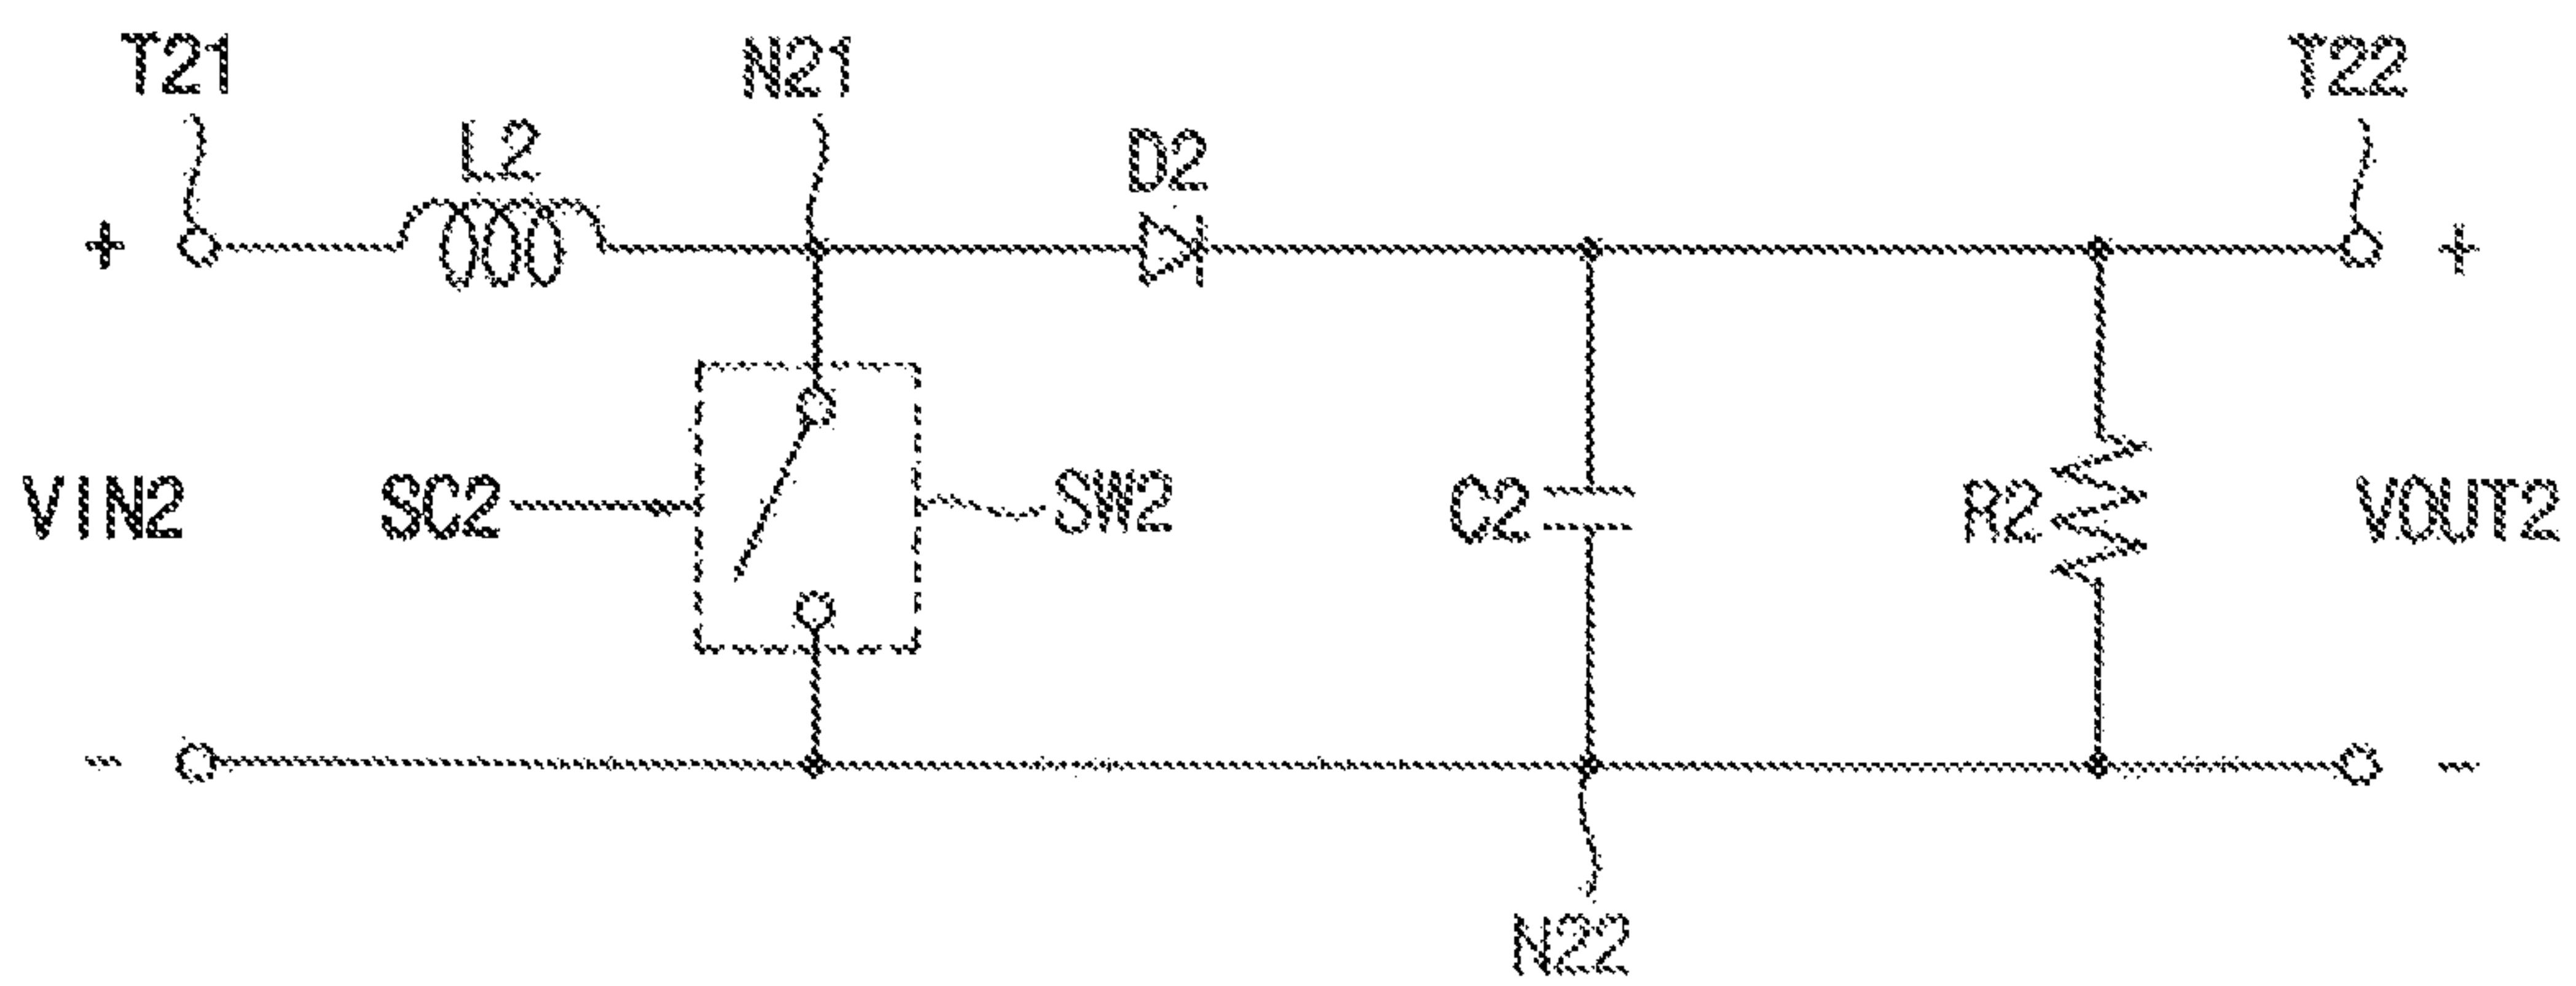 T21 N21 T22
L2 D2
+ +
VIN2 SC2 SW2 C2 R2 VOUT2
- -
N22